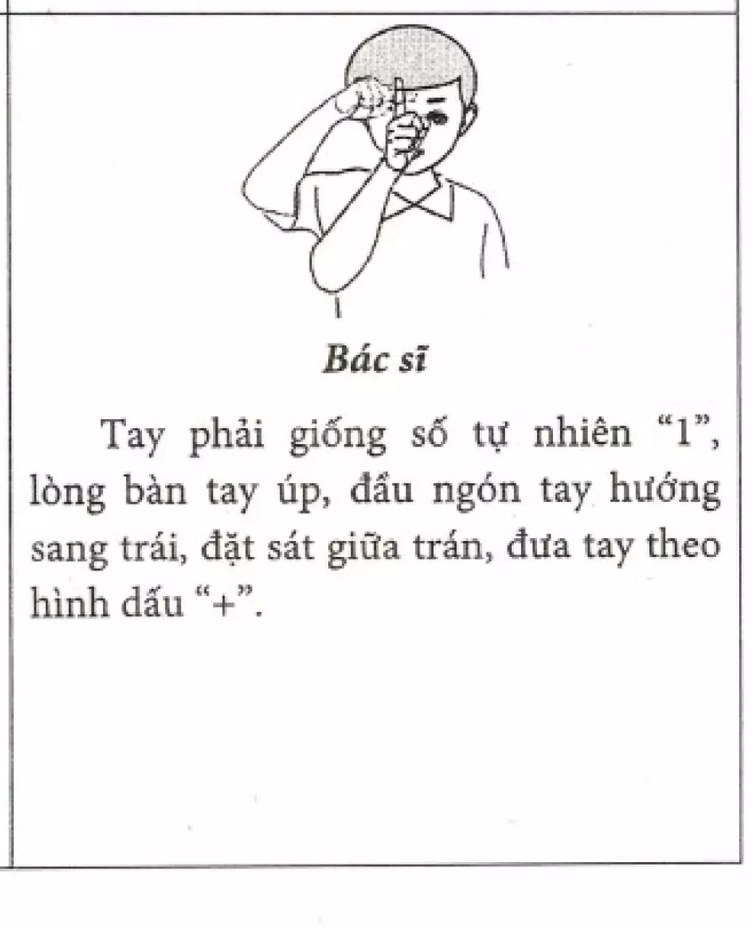 Bác sĩ
Tay phải giống số tự nhiên “1”,
lòng bàn tay úp, đầu ngón tay hướng
sang trái, đặt sát giữa trán, đưa tay theo
hình dấu “+”.